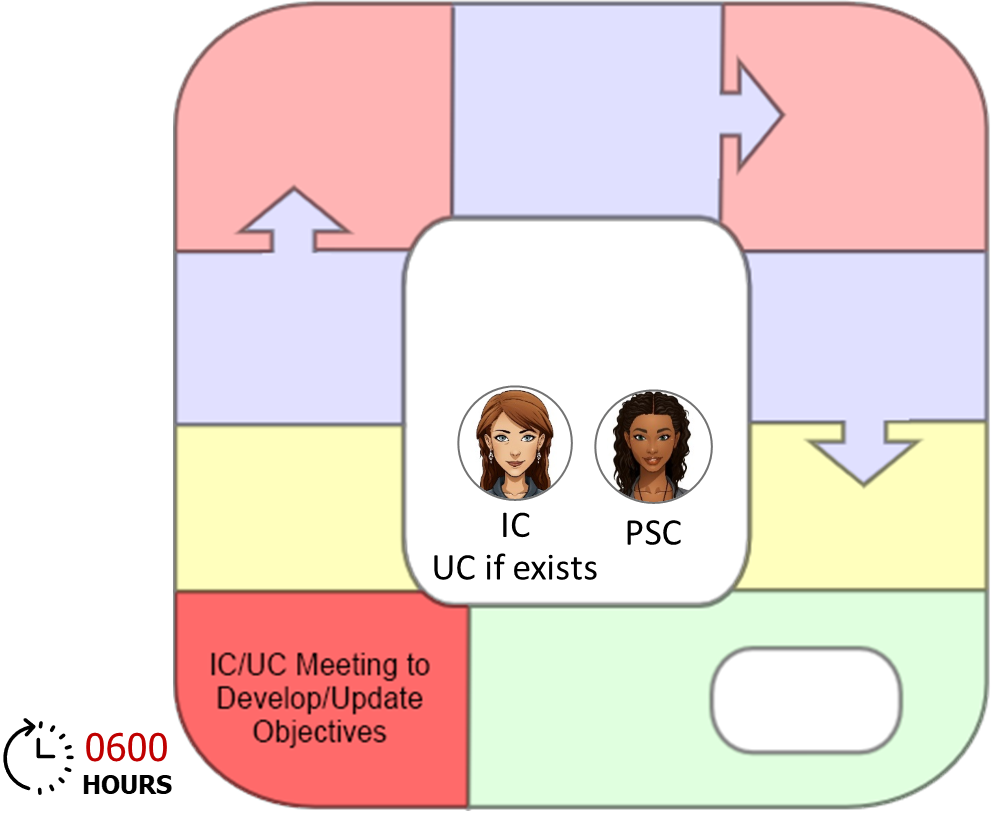 IC
UC if exists
PSC
IC/UC Meeting to
Develop/Update
Objectives
0600
HOURS